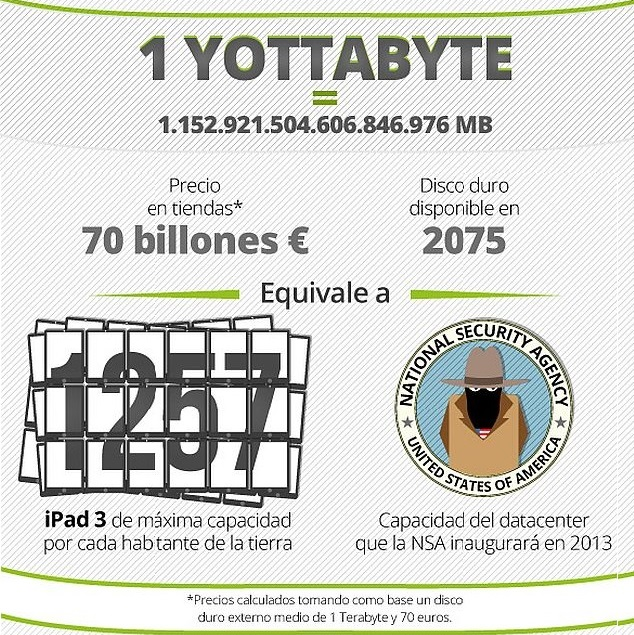 1 YOTTABYTE
=
1.152.921.504.606.846.976 MB
Precio
en tiendas*
70 billones €
Disco duro
disponible en
2075
Equivale a
1257
iPad 3 de máxima capacidad
por cada habtante de la tierra
NATIONAL SECURITY AGENCY
UNITED STATES OF AMERICA
Capacidad del datacenter
que la NSA inaugurará en 2013
*Precios calculados tomando como base un disco
duro externo medio de 1 Terabyte y 70 euros.